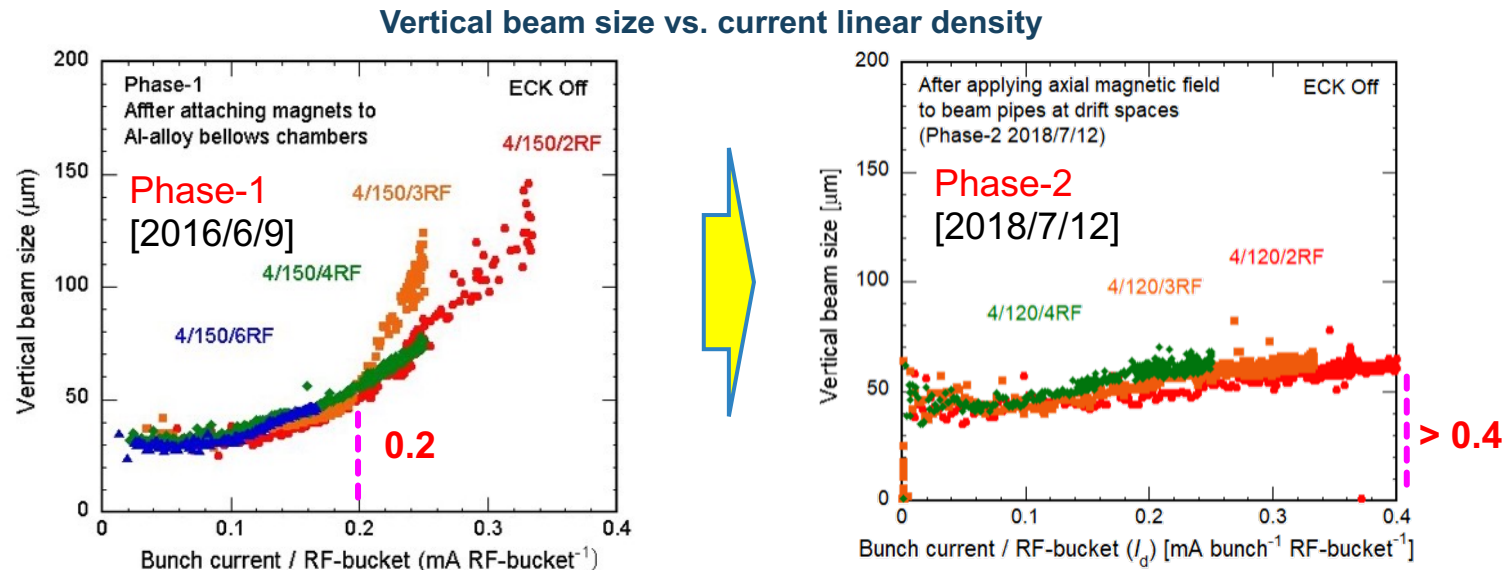 Vertical beam size vs. current linear density
200
150
100
50
0
Vertical beam size (μm)
Phase-1
Affter attaching magnets to
Al-alloy bellows chambers
ECK Off
Phase-1
[2016/6/9]
4/150/2RF
4/150/3RF
4/150/4RF
4/150/6RF
0.2
0
0.1
0.2
0.3
0.4
Bunch current / RF-bucket (mA RF-bucket⁻¹)
200
150
100
50
0
Vertical beam size [μm]
After applying axial magnetic field
to beam pipes at drift spaces
(Phase-2 2018/7/12)
ECK Off
Phase-2
[2018/7/12]
4/120/2RF
4/120/3RF
4/120/4RF
> 0.4
0
0.1
0.2
0.3
0.4
Bunch current / RF-bucket (I_d) [mA bunch⁻¹ RF-bucket⁻¹]